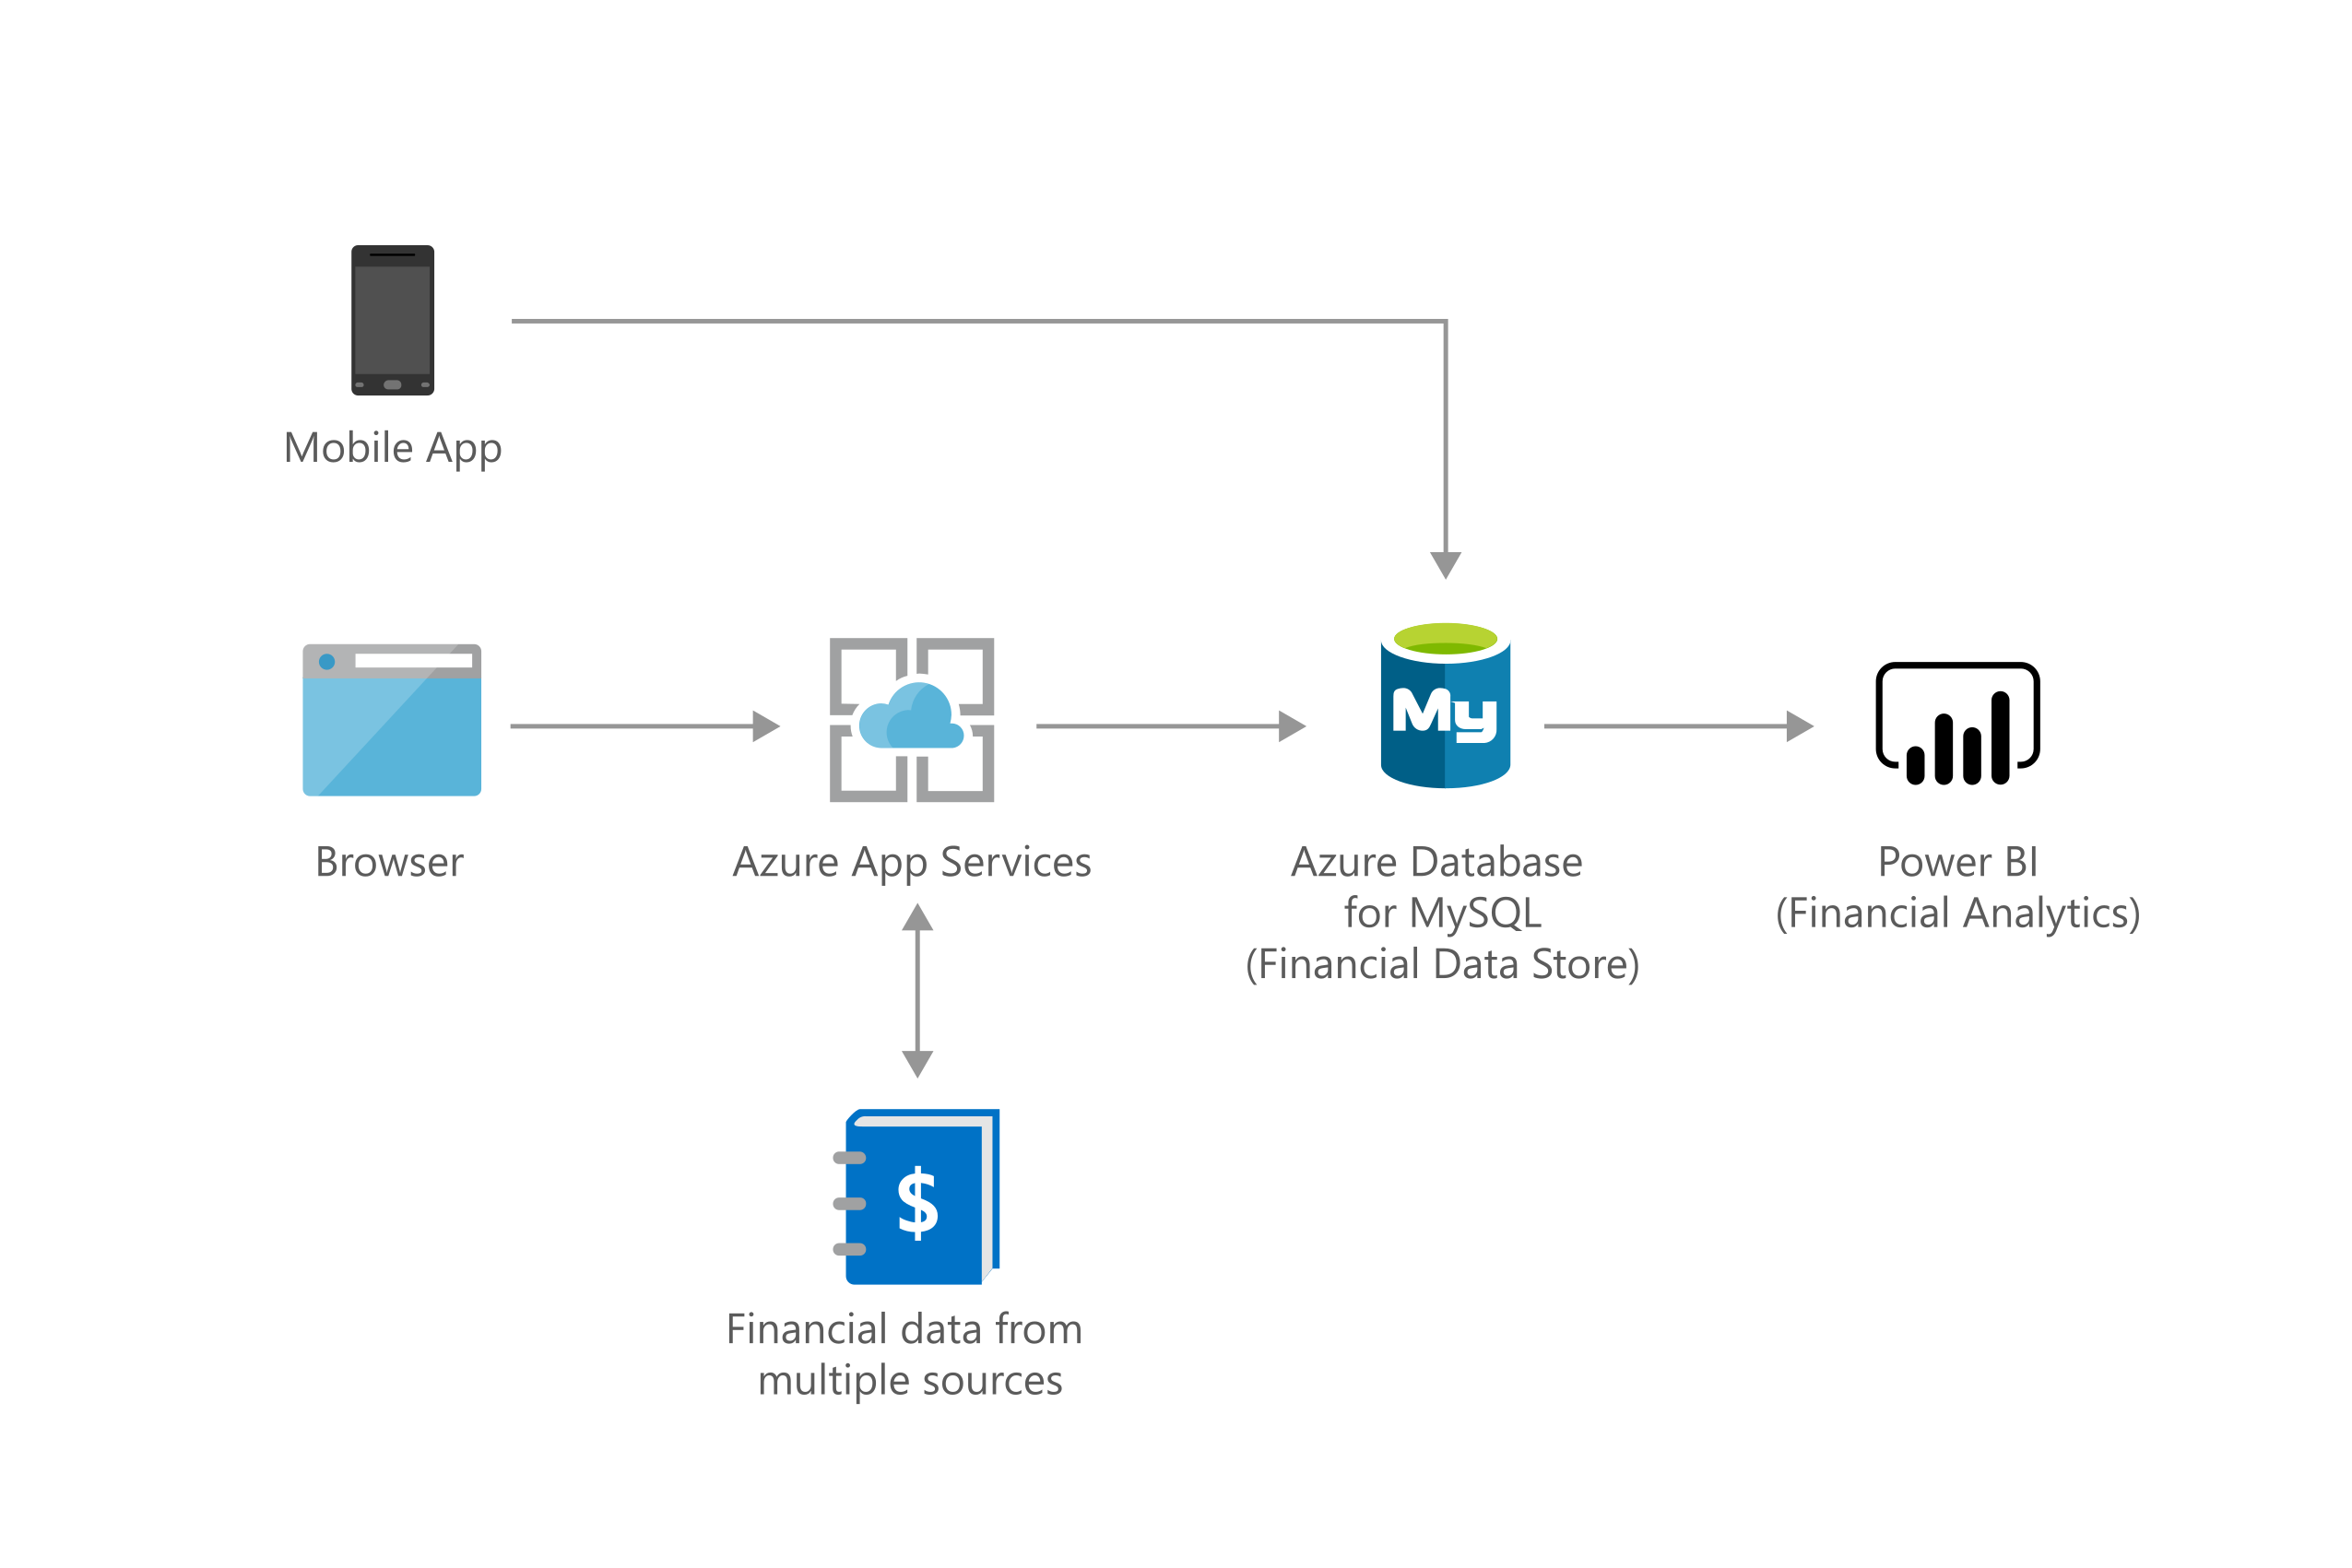 Mobile App
Browser
Azure App Services
My
Azure Database
for MySQL
(Financial Data Store)
Power BI
(Financial Analytics)
$
Financial data from
multiple sources